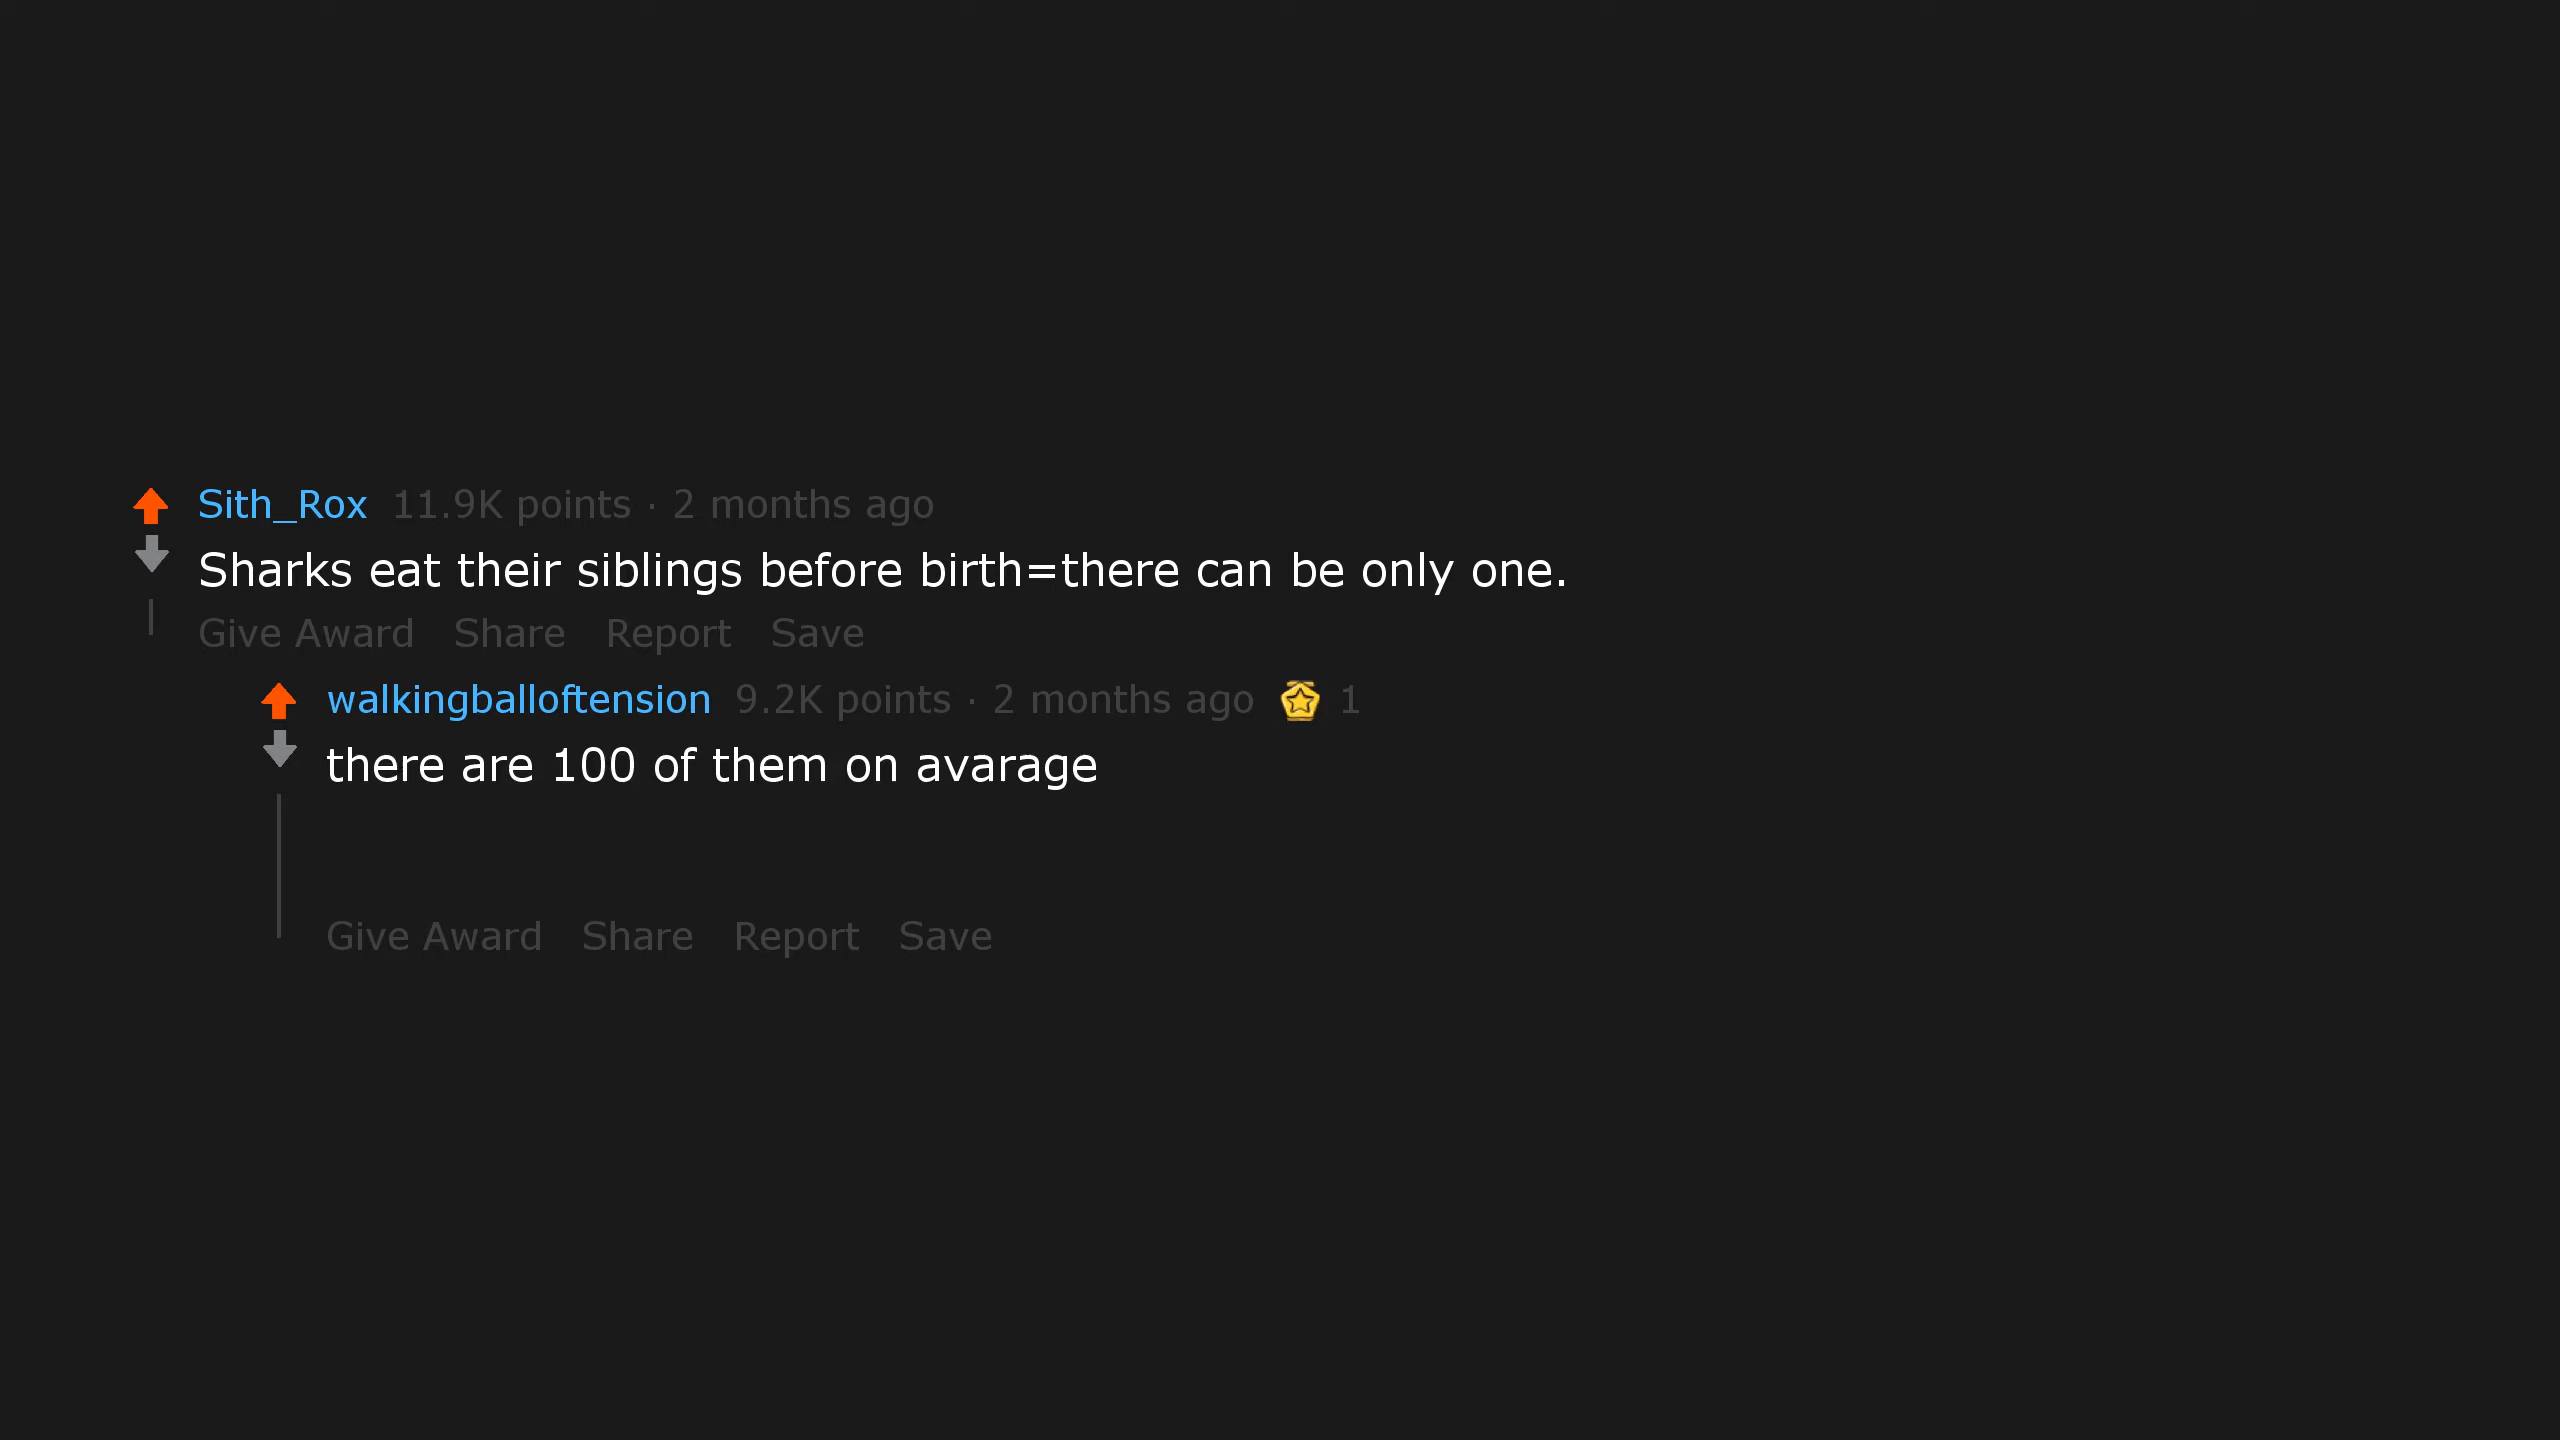 Sith_Rox 11.9K points · 2 months ago
Sharks eat their siblings before birth=there can be only one.
Give Award Share Report Save
walkingballoftension 9.2K points · 2 months ago 1
there are 100 of them on avarage
Give Award Share Report Save